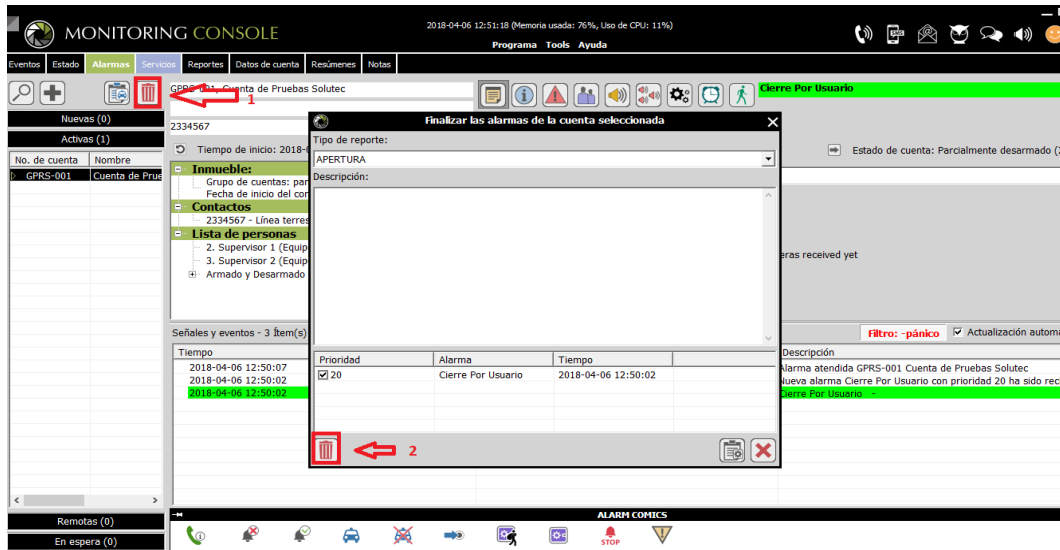 MONITORING CONSOLE
2018-04-06 12:51:18 (Memoria usada: 76%, Uso de CPU: 11%)
Programa Tools Ayuda
Eventos Estado Alarmas Servicios Reportes Datos de cuenta Resúmenes Notas
GPRS-001, Cuenta de Pruebas Solutec
1
Cierre Por Usuario
Nuevas (0)
Activas (1)
No. de cuenta Nombre
GPRS-001 Cuenta de Prue
2334567
Tiempo de inicio: 2018-
Estado de cuenta: Parcialmente desarmado (
Inmueble:
Grupo de cuentas: par
Fecha de inicio del con
Contactos
2334567 - Línea terres
Lista de personas
2. Supervisor 1 (Equip
3. Supervisor 2 (Equip
Armado y Desarmado
eras received yet
Finalizar las alarmas de la cuenta seleccionada
Tipo de reporte:
APERTURA
Descripción:
Prioridad Alarma Tiempo
20 Cierre Por Usuario 2018-04-06 12:50:02
2
Señales y eventos - 3 Ítem(s)
Filtro: -pánico Actualización automá
Tiempo Descripción
2018-04-06 12:50:07 Alarma atendida GPRS-001 Cuenta de Pruebas Solutec
2018-04-06 12:50:02 Nueva alarma Cierre Por Usuario con prioridad 20 ha sido rec
2018-04-06 12:50:02 Cierre Por Usuario -
Remotas (0)
En espera (0)
ALARM COMICS
STOP